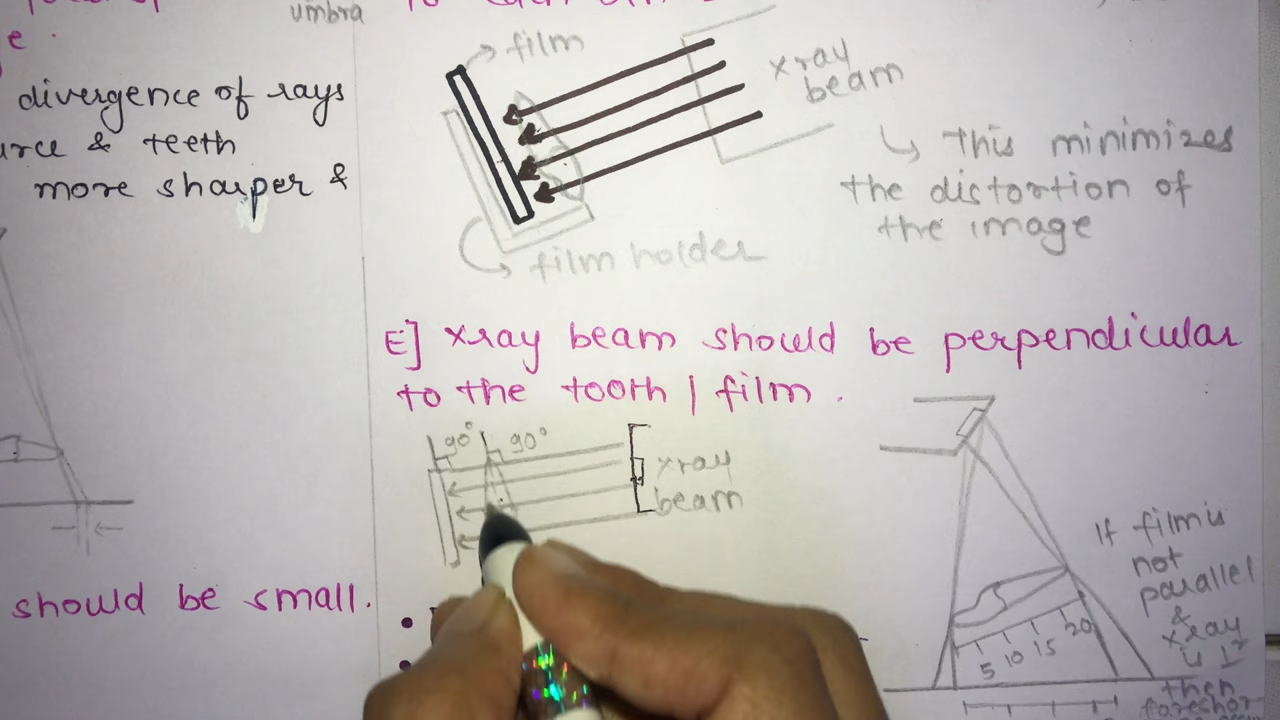 umbra
e.
divergence of rays
& teeth
more sharper &
should be small.
film
xray
beam
↳ This minimizes
the distortion of
the image
film holder
E] xray beam should be perpendicular
to the tooth / film.
90° 90°
xray
beam
5 10 15 20
If film is
not
parallel
&
xray
is
then